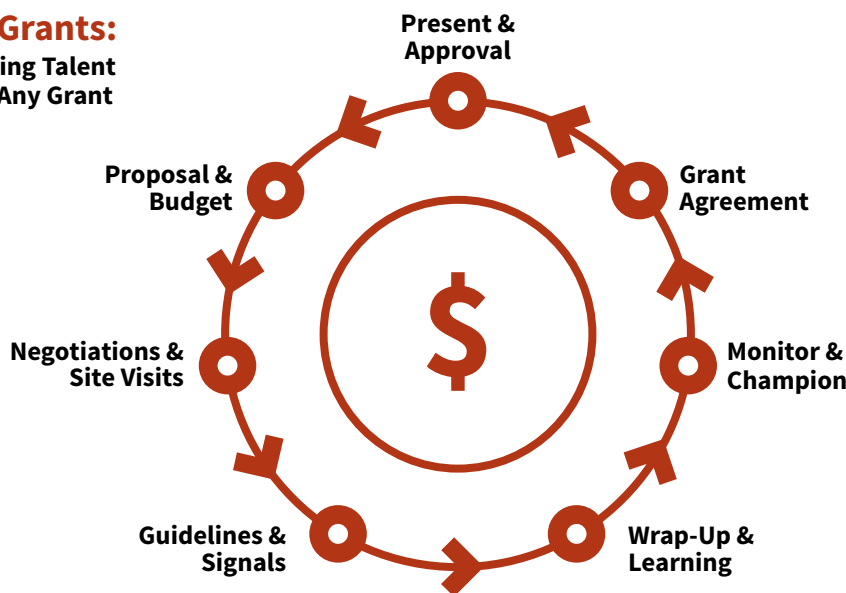 Grants:
Talent
Any Grant
Present &
Approval
Proposal &
Budget
Grant
Agreement
Negotiations &
Site Visits
$
Monitor &
Champion
Guidelines &
Signals
Wrap-Up &
Learning